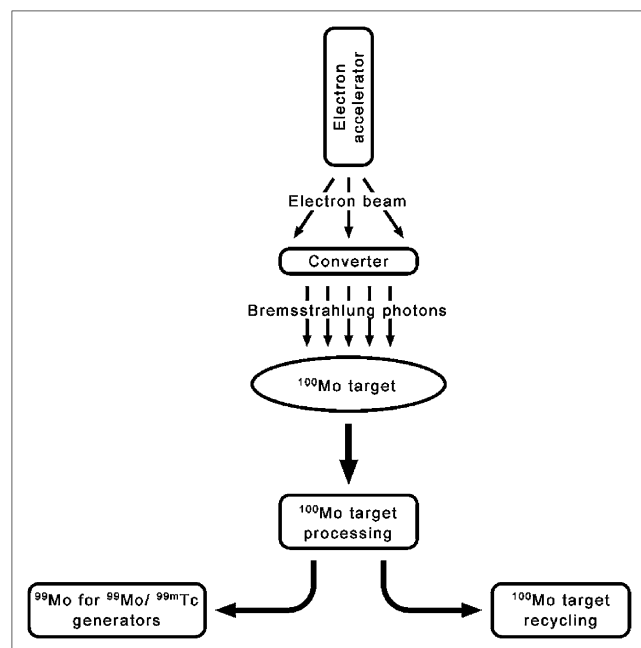 Electron
accelerator
Electron beam
Converter
Bremsstrahlung photons
¹⁰⁰Mo target
¹⁰⁰Mo target
processing
⁹⁹Mo for ⁹⁹Mo/ ⁹⁹ᵐTc
generators
¹⁰⁰Mo target
recycling